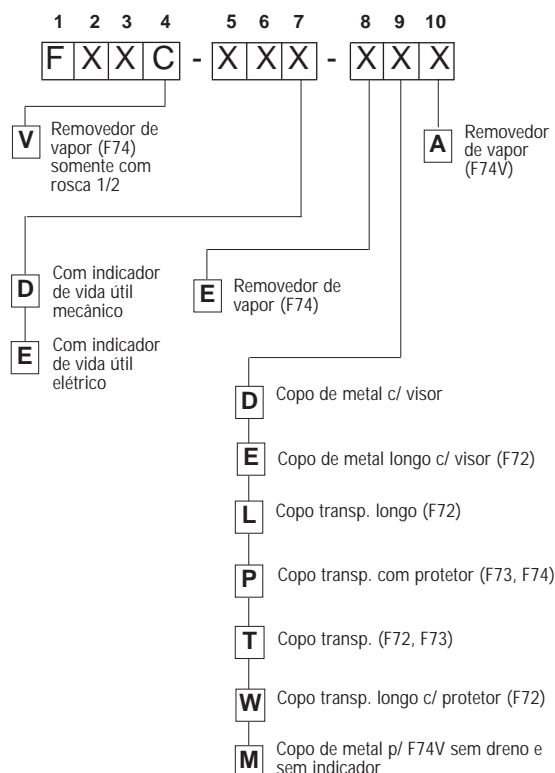 1 2 3 4 5 6 7 8 9 10
F X X C - X X X - X X X
V
Removedor de
vapor (F74)
somente com
rosca 1/2
A
Removedor
de vapor
(F74V)
D
Com indicador
de vida útil
mecânico
E
Com indicador
de vida útil
elétrico
E
Removedor de
vapor (F74)
D
Copo de metal c/ visor
E
Copo de metal longo c/ visor (F72)
L
Copo transp. longo (F72)
P
Copo transp. com protetor (F73, F74)
T
Copo transp. (F72, F73)
W
Copo transp. longo c/ protetor (F72)
M
Copo de metal p/ F74V sem dreno e
sem indicador